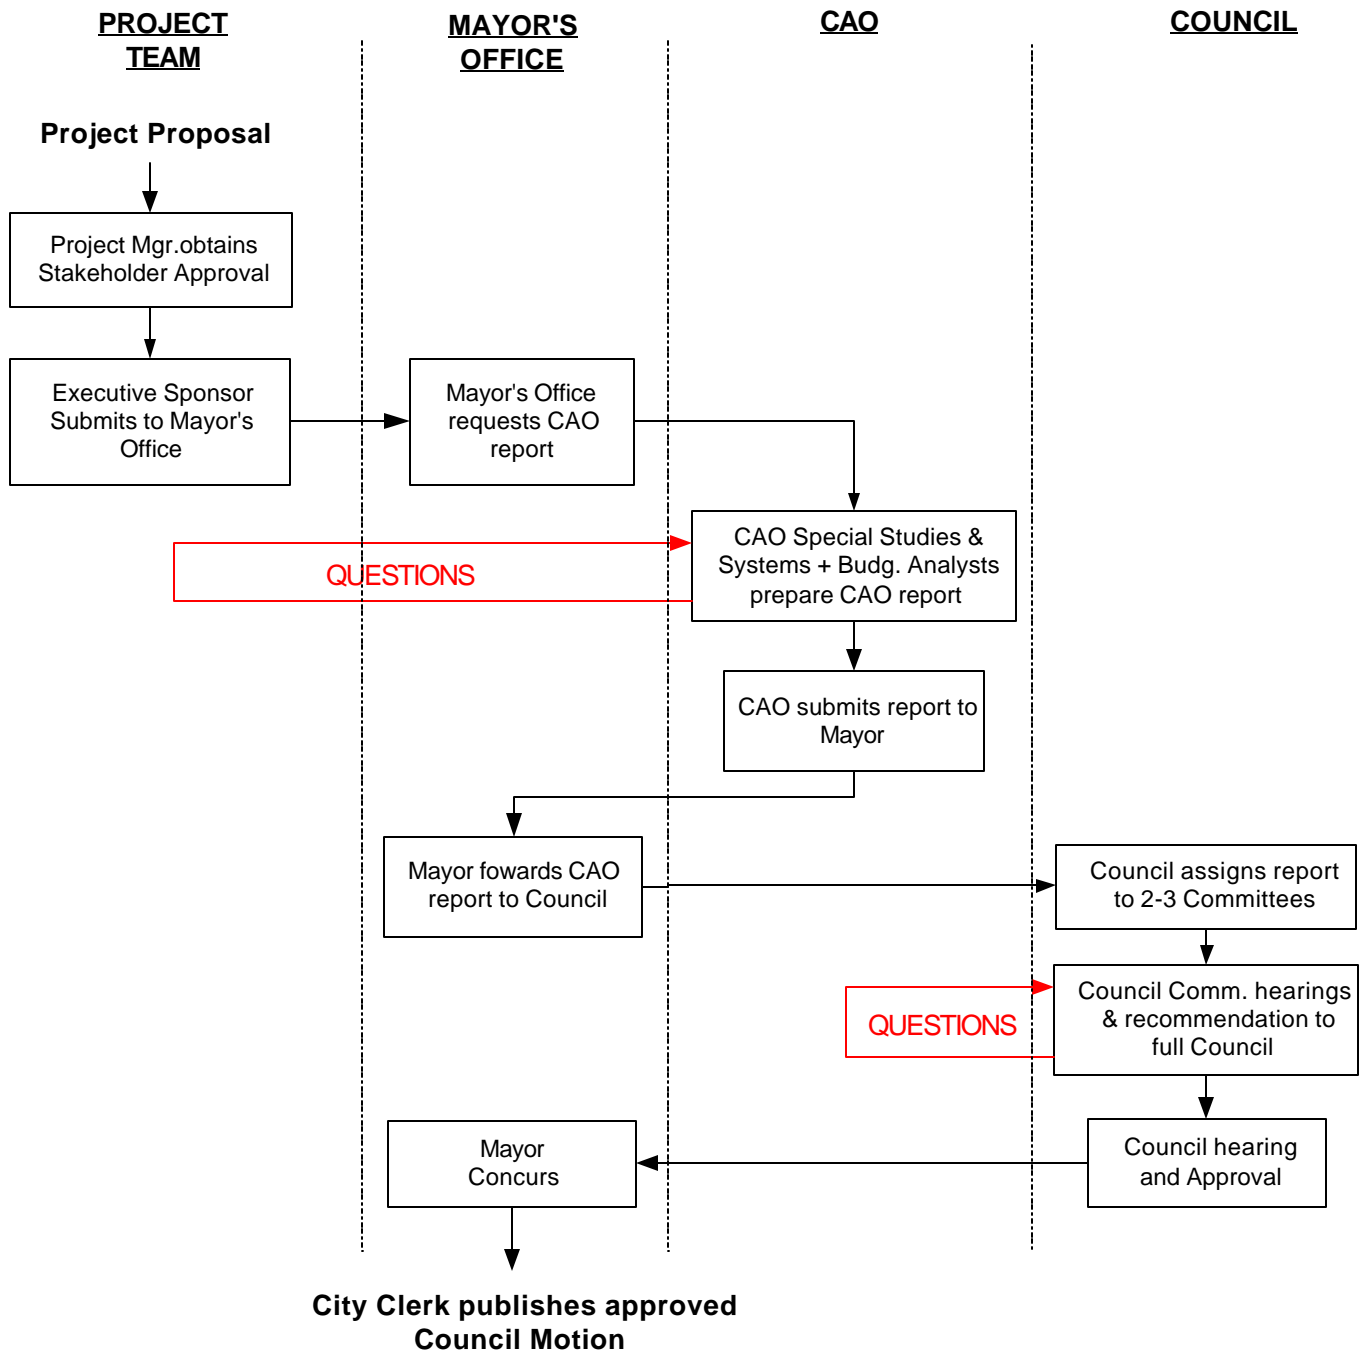 PROJECT
TEAM
MAYOR'S
OFFICE
CAO
COUNCIL
Project Proposal
Project Mgr.obtains
Stakeholder Approval
Executive Sponsor
Submits to Mayor's
Office
Mayor's Office
requests CAO
report
CAO Special Studies &
Systems + Budg. Analysts
prepare CAO report
QUESTIONS
CAO submits report to
Mayor
Mayor fowards CAO
report to Council
Council assigns report
to 2-3 Committees
Council Comm. hearings
& recommendation to
full Council
QUESTIONS
Council hearing
and Approval
Mayor
Concurs
City Clerk publishes approved
Council Motion